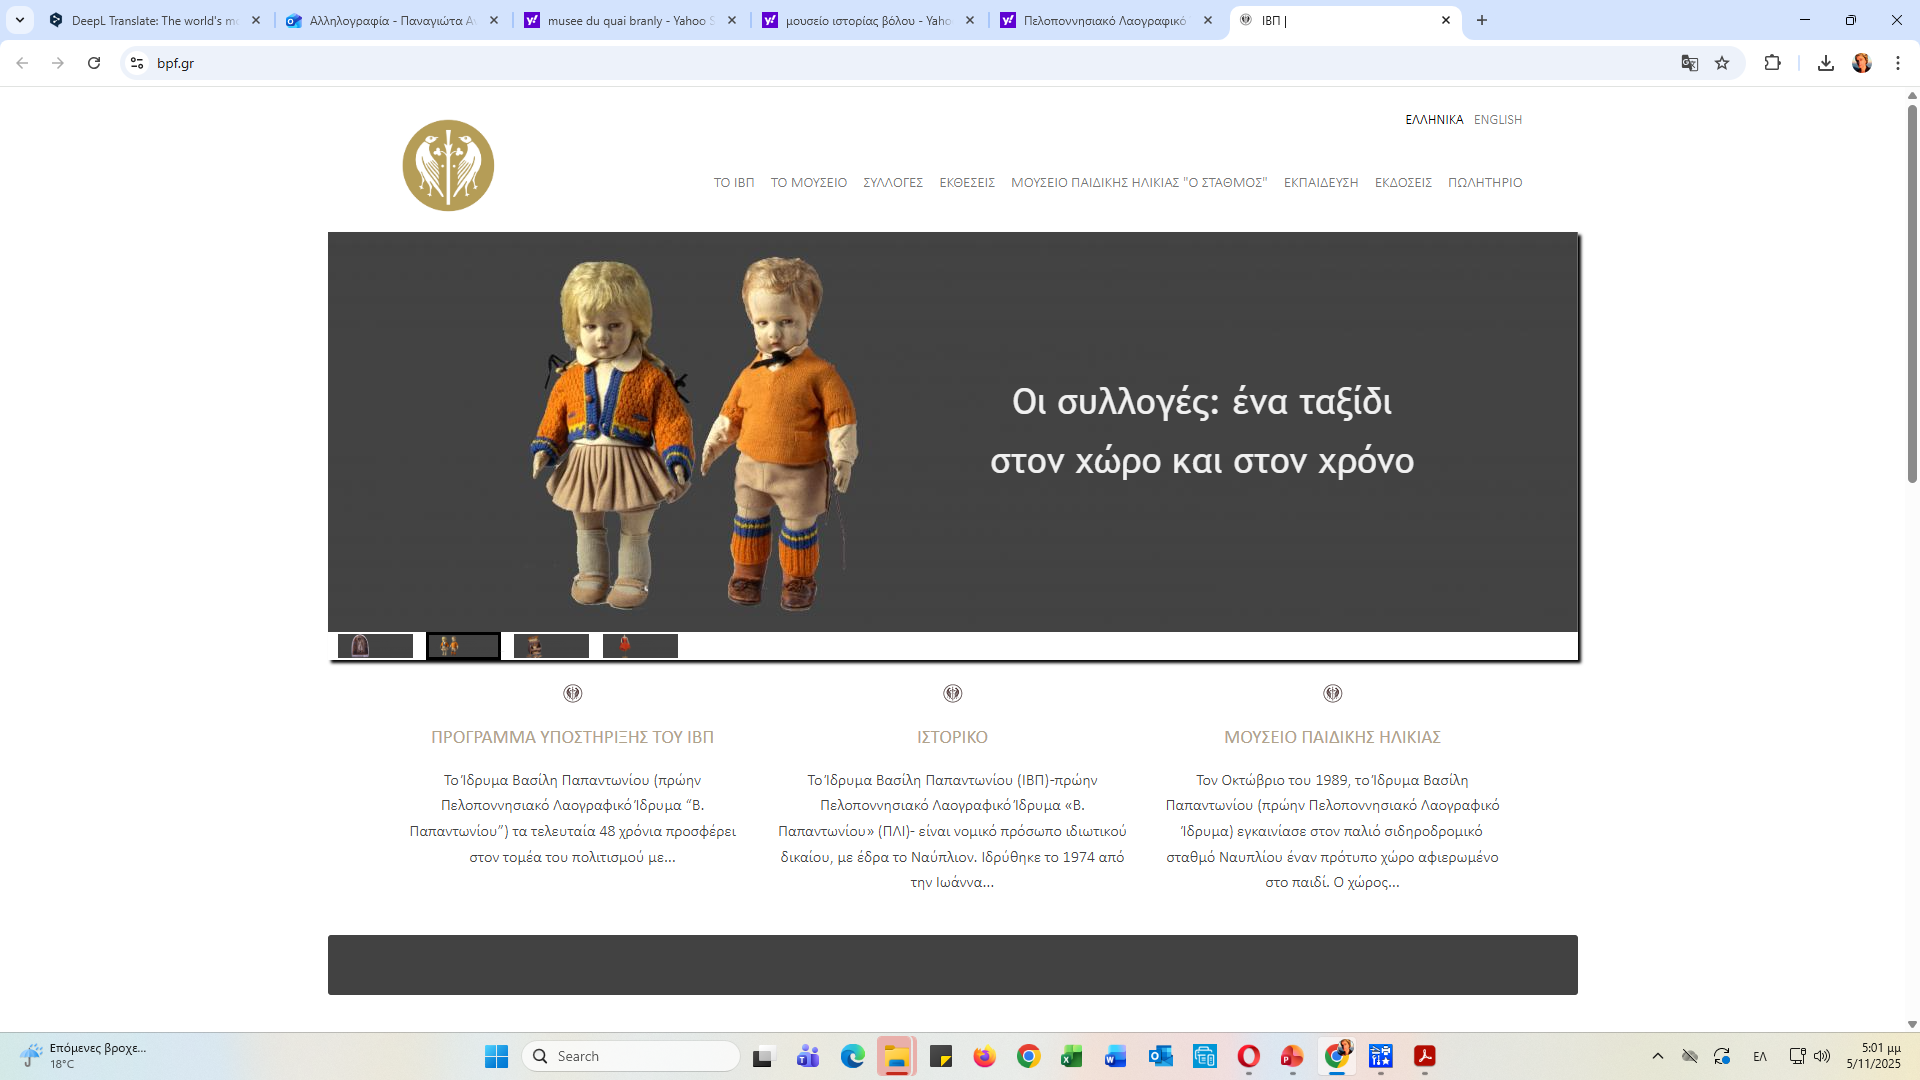 DeepL Translate: The world's m
Αλληλογραφία - Παναγιώτα Α
musee du quai branly - Yahoo S
μουσείο ιστορίας βόλου - Yaho
Πελοποννησιακό Λαογραφικό
ΙΒΠ |
bpf.gr
ΕΛΛΗΝΙΚΑ ENGLISH
ΤΟ ΙΒΠ ΤΟ ΜΟΥΣΕΙΟ ΣΥΛΛΟΓΕΣ ΕΚΘΕΣΕΙΣ ΜΟΥΣΕΙΟ ΠΑΙΔΙΚΗΣ ΗΛΙΚΙΑΣ "Ο ΣΤΑΘΜΟΣ" ΕΚΠΑΙΔΕΥΣΗ ΕΚΔΟΣΕΙΣ ΠΩΛΗΤΗΡΙΟ
Οι συλλογές: ένα ταξίδι
στον χώρο και στον χρόνο
ΠΡΟΓΡΑΜΜΑ ΥΠΟΣΤΗΡΙΞΗΣ ΤΟΥ ΙΒΠ
Το Ίδρυμα Βασίλη Παπαντωνίου (πρώην
Πελοποννησιακό Λαογραφικό Ίδρυμα “Β.
Παπαντωνίου”) τα τελευταία 48 χρόνια προσφέρει
στον τομέα του πολιτισμού με...
ΙΣΤΟΡΙΚΟ
Το Ίδρυμα Βασίλη Παπαντωνίου (ΙΒΠ)-πρώην
Πελοποννησιακό Λαογραφικό Ίδρυμα «Β.
Παπαντωνίου» (ΠΛΙ)- είναι νομικό πρόσωπο ιδιωτικού
δικαίου, με έδρα το Ναύπλιον. Ιδρύθηκε το 1974 από
την Ιωάννα...
ΜΟΥΣΕΙΟ ΠΑΙΔΙΚΗΣ ΗΛΙΚΙΑΣ
Τον Οκτώβριο του 1989, το Ίδρυμα Βασίλη
Παπαντωνίου (πρώην Πελοποννησιακό Λαογραφικό
Ίδρυμα) εγκαινίασε στον παλιό σιδηροδρομικό
σταθμό Ναυπλίου έναν πρότυπο χώρο αφιερωμένο
στο παιδί. Ο χώρος...
Επόμενες βροχε...
18°C
Search
ΕΛ
5:01 μμ
5/11/2025